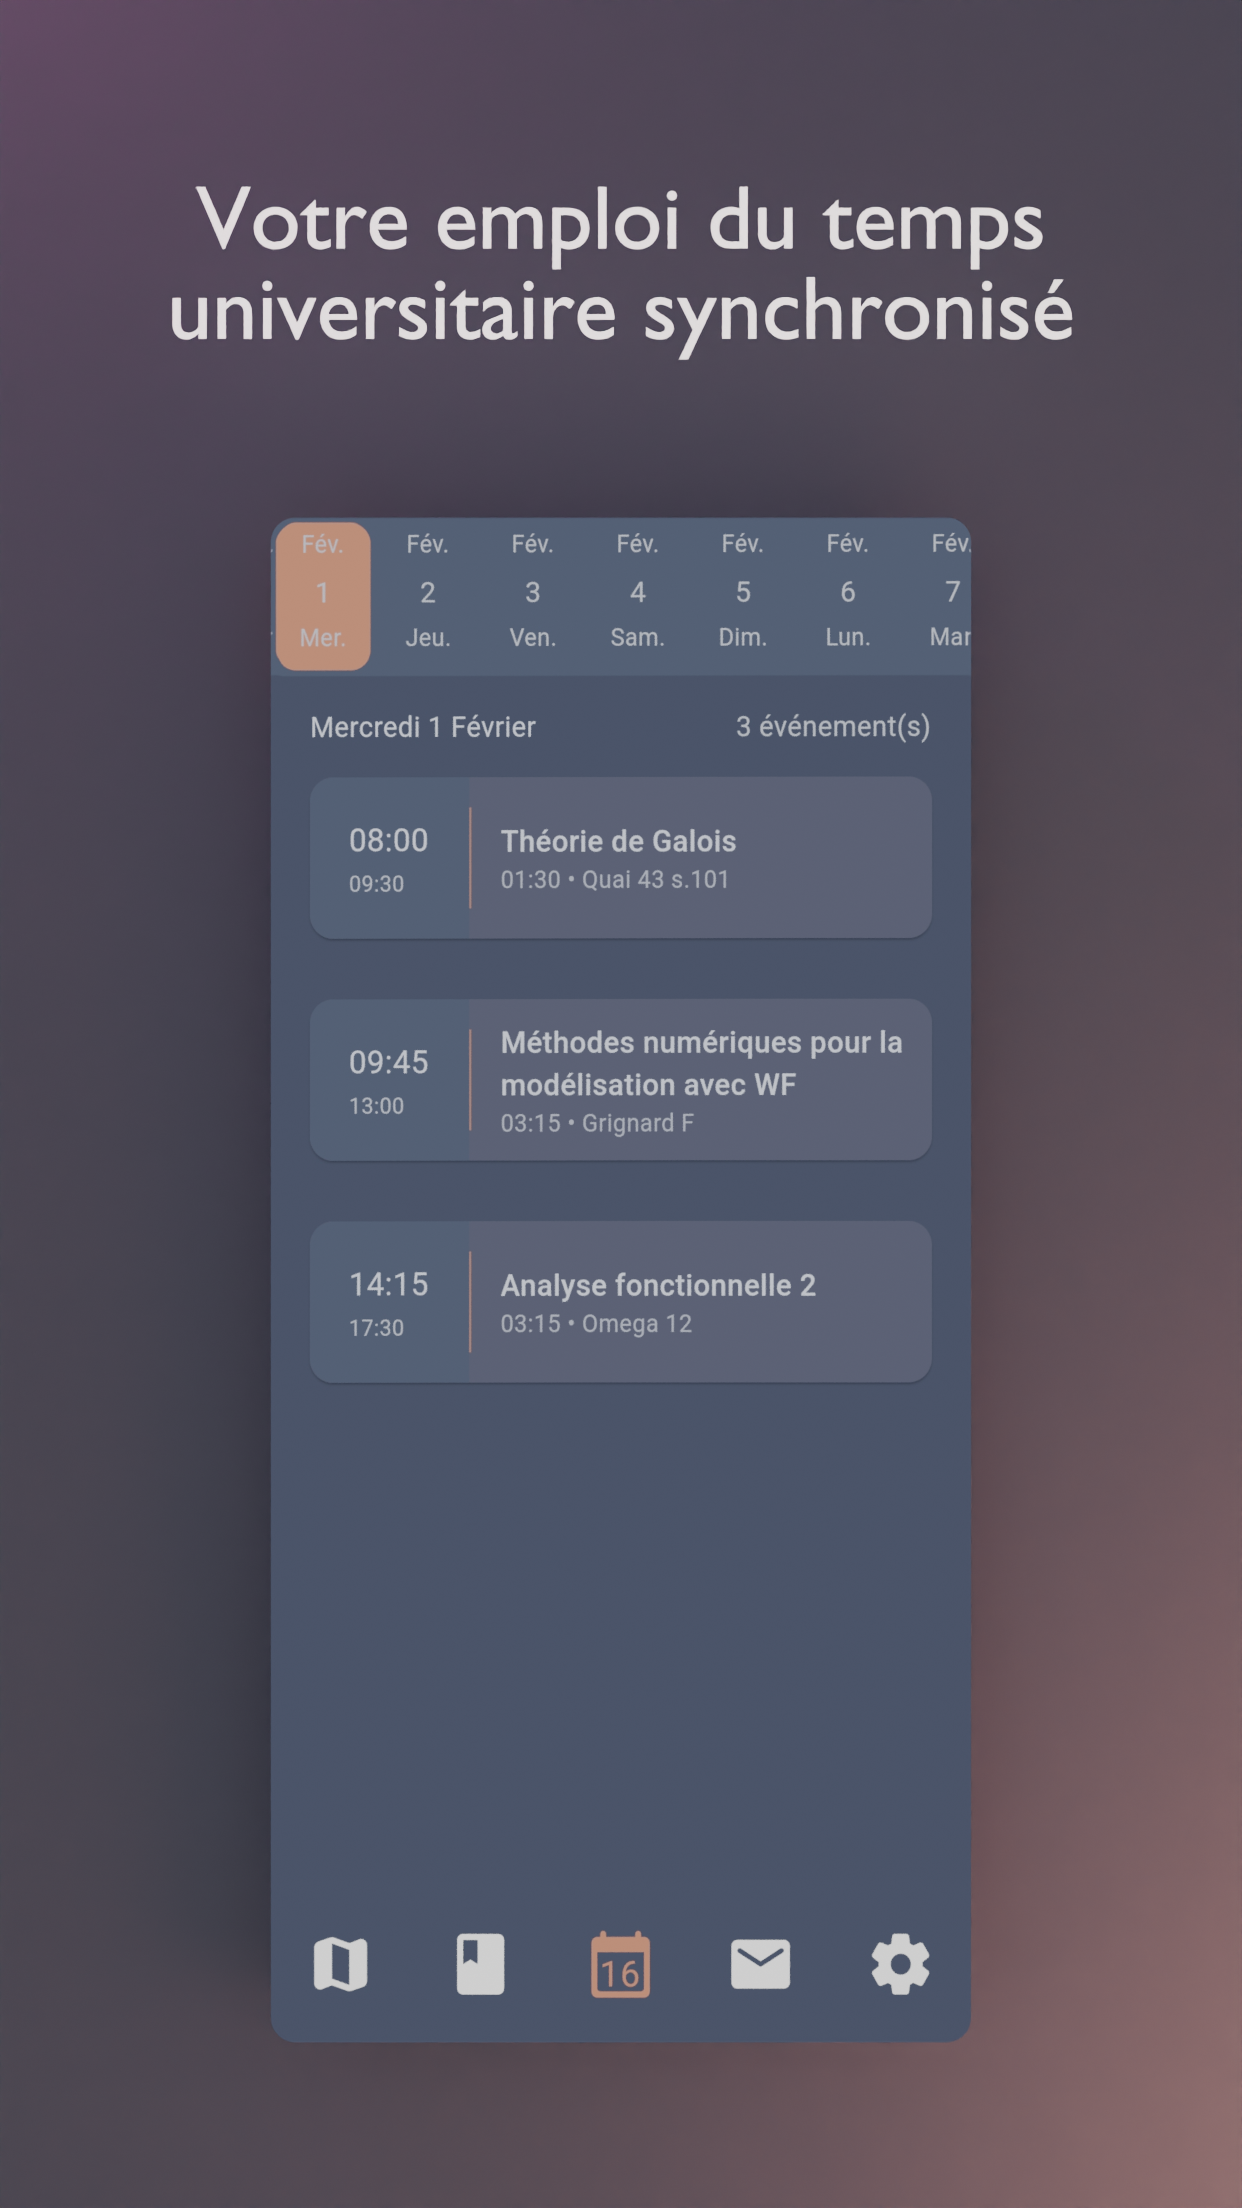 Votre emploi du temps
universitaire synchronisé
Fév. Fév. Fév. Fév. Fév. Fév. Fév.
1 2 3 4 5 6 7
Mer. Jeu. Ven. Sam. Dim. Lun. Mar
Mercredi 1 Février 3 événement(s)
08:00
09:30
Théorie de Galois
01:30 • Quai 43 s.101
09:45
13:00
Méthodes numériques pour la
modélisation avec WF
03:15 • Grignard F
14:15
17:30
Analyse fonctionnelle 2
03:15 • Omega 12
16